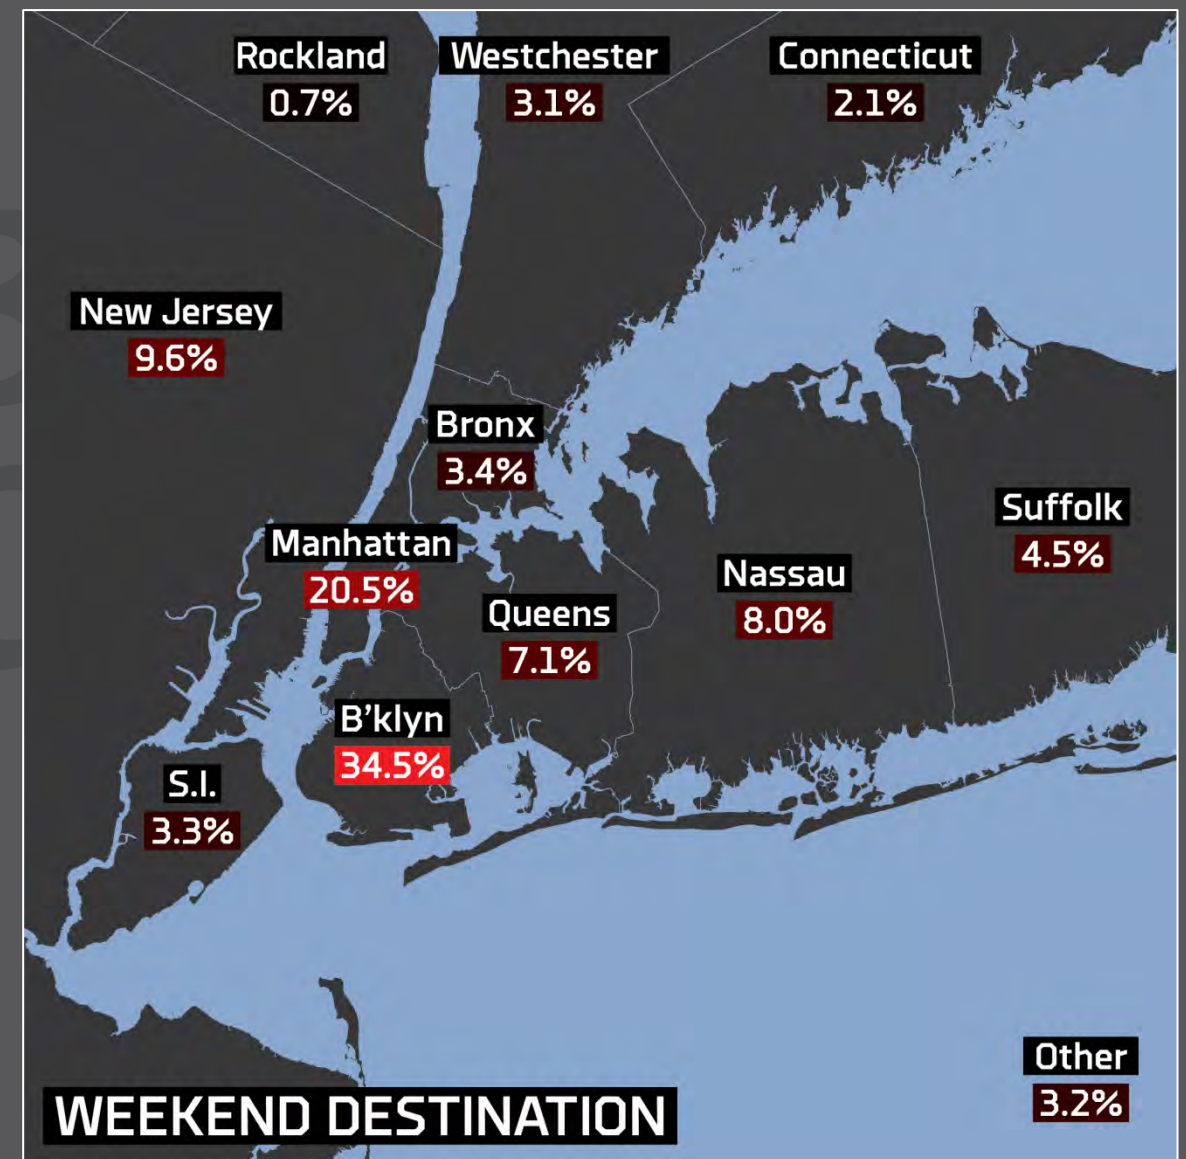 Rockland
0.7%
Westchester
3.1%
Connecticut
2.1%
New Jersey
9.6%
Bronx
3.4%
Manhattan
20.5%
Queens
7.1%
Nassau
8.0%
Suffolk
4.5%
B'klyn
34.5%
S.I.
3.3%
Other
3.2%
WEEKEND DESTINATION